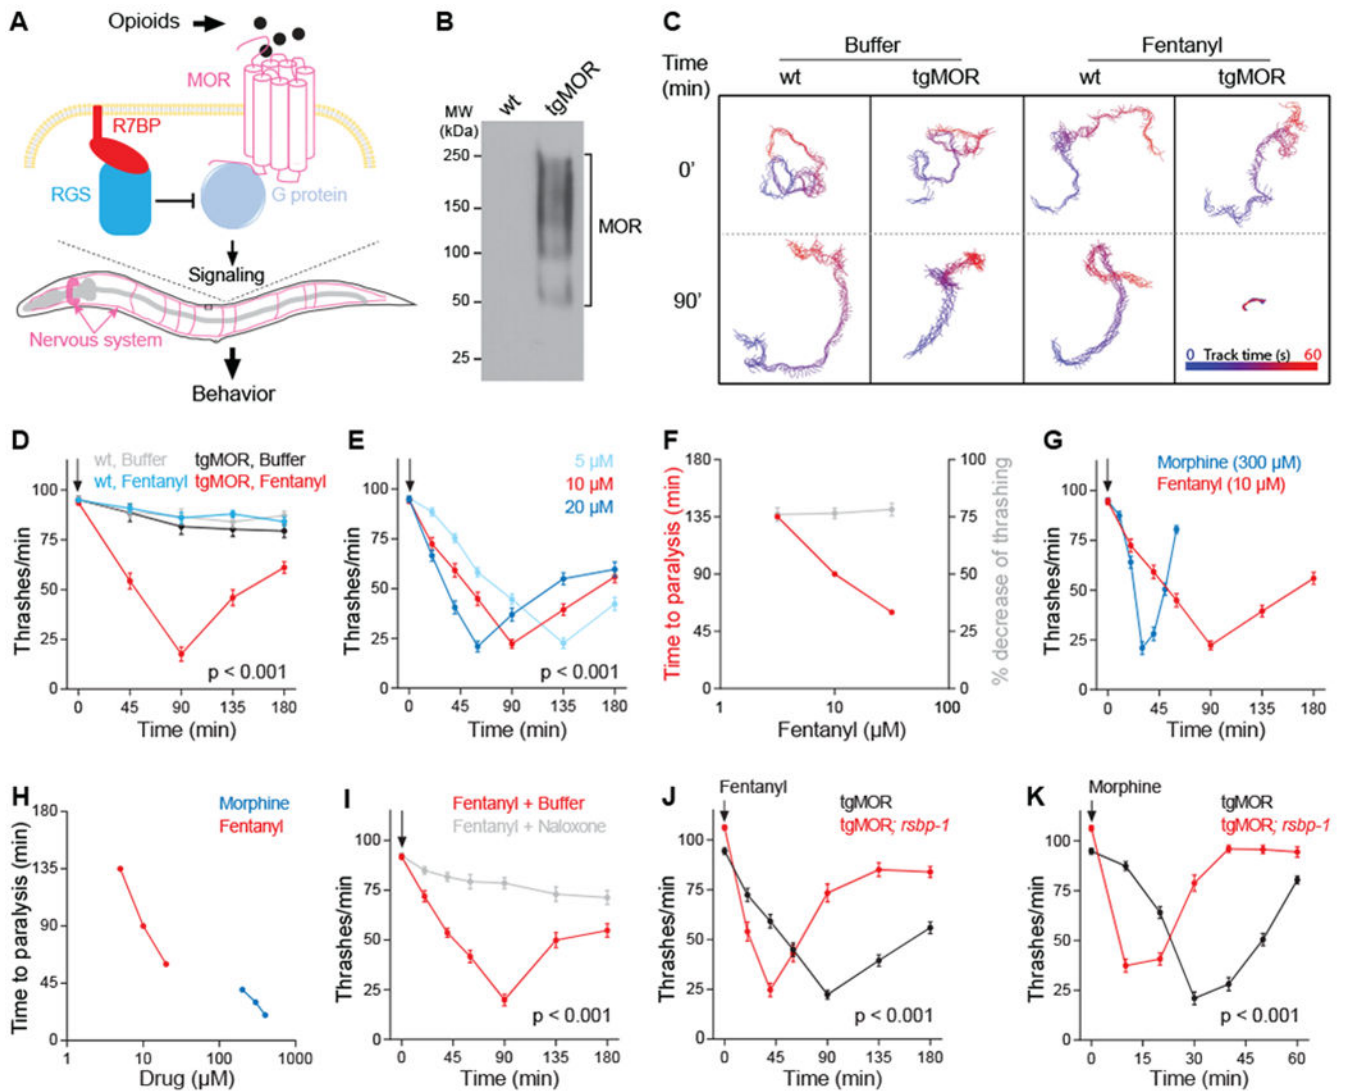 A
Opioids
MOR
R7BP
RGS
G protein
Signaling
Nervous system
Behavior
B
MW
(kDa)
wt
tgMOR
250
150
100
50
25
MOR
C
Buffer
Fentanyl
Time
(min)
wt
tgMOR
wt
tgMOR
0'
90'
0 Track time (s) 60
D
wt, Buffer tgMOR, Buffer
wt, Fentanyl tgMOR, Fentanyl
Thrashes/min
100
75
50
25
0
p < 0.001
0 45 90 135 180
Time (min)
E
5 µM
10 µM
20 µM
Thrashes/min
100
75
50
25
0
p < 0.001
0 45 90 135 180
Time (min)
F
Time to paralysis (min)
180
135
90
45
0
100
75
50
25
0
% decrease of thrashing
1 10 100
Fentanyl (µM)
G
Morphine (300 µM)
Fentanyl (10 µM)
Thrashes/min
100
75
50
25
0
0 45 90 135 180
Time (min)
H
Morphine
Fentanyl
Time to paralysis (min)
180
135
90
45
0
1 10 100 1000
Drug (µM)
I
Fentanyl + Buffer
Fentanyl + Naloxone
Thrashes/min
100
75
50
25
0
p < 0.001
0 45 90 135 180
Time (min)
J
Fentanyl
tgMOR
tgMOR; rsbp-1
Thrashes/min
100
75
50
25
0
p < 0.001
0 45 90 135 180
Time (min)
K
Morphine
tgMOR
tgMOR; rsbp-1
Thrashes/min
100
75
50
25
0
p < 0.001
0 15 30 45 60
Time (min)